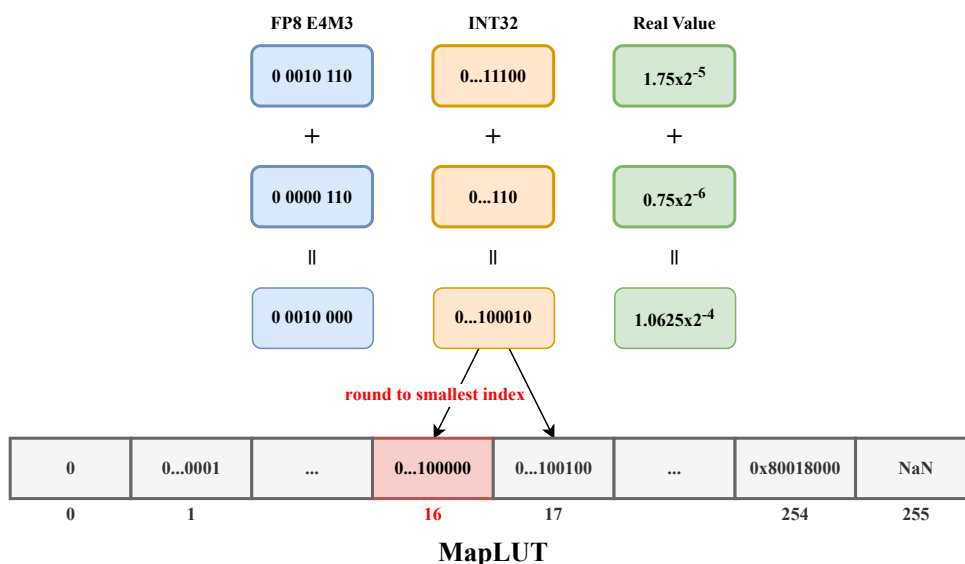 FP8 E4M3 INT32 Real Value
0 0010 110 0...11100 1.75x2^-5
+ + +
0 0000 110 0...110 0.75x2^-6
= = =
0 0010 000 0...100010 1.0625x2^-4
round to smallest index
0 0...0001 ... 0...100000 0...100100 ... 0x80018000 NaN
0 1 16 17 254 255
MapLUT